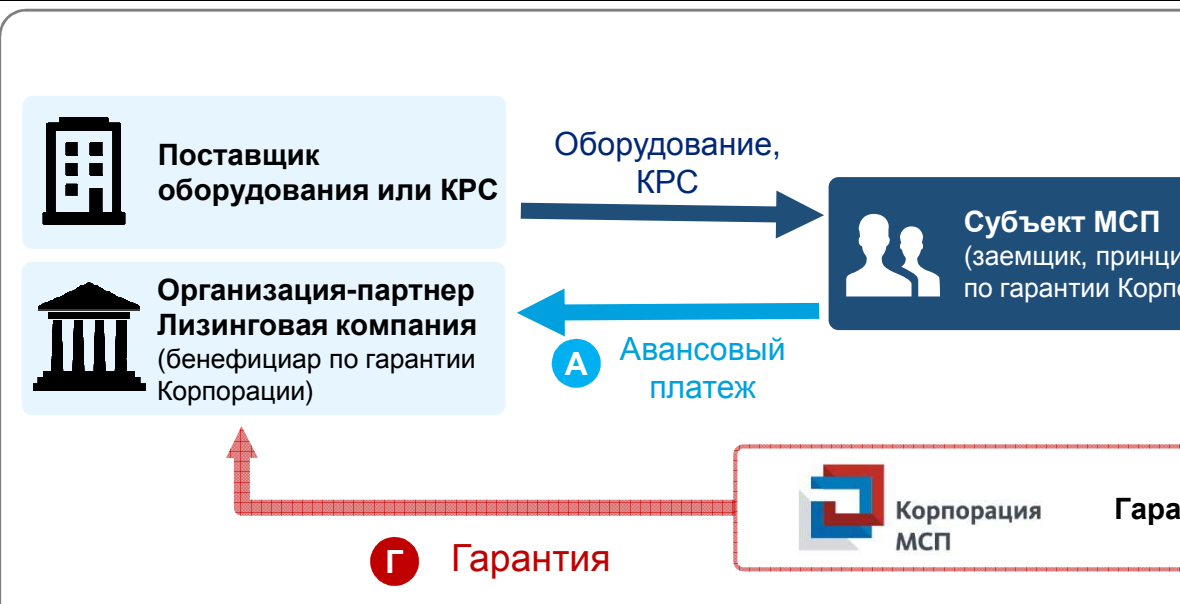 Поставщик
оборудования или КРС
Оборудование,
КРС
Субъект МСП
(заемщик, принци
по гарантии Корпо
Организация-партнер
Лизинговая компания
(бенефициар по гарантии
Корпорации)
А
Авансовый
платеж
Корпорация
МСП
Гара
Г
Гарантия